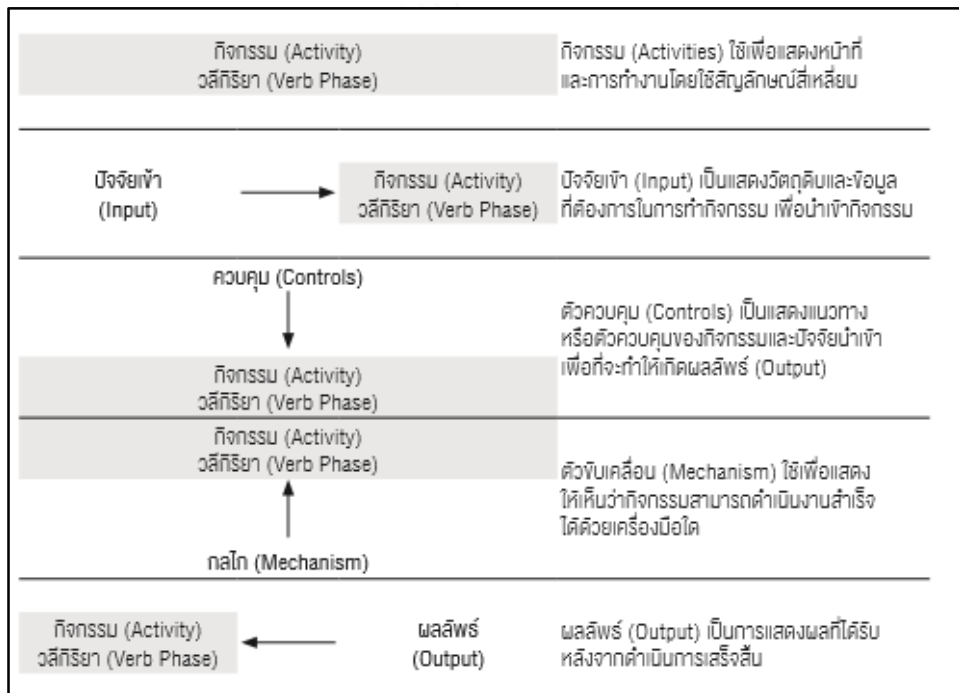 กิจกรรม (Activity)
วลีกิริยา (Verb Phase)
กิจกรรม (Activities) ใช้เพื่อแสดงหน้าที่
และการทำงานโดยใช้สัญลักษณ์สี่เหลี่ยม
ปัจจัยเข้า
(Input)
กิจกรรม (Activity)
วลีกิริยา (Verb Phase)
ปัจจัยเข้า (Input) เป็นแสดงวัตถุดิบและข้อมูล
ที่ต้องการในการทำกิจกรรม เพื่อนำเข้ากิจกรรม
ควบคุม (Controls)
กิจกรรม (Activity)
วลีกิริยา (Verb Phase)
ตัวควบคุม (Controls) เป็นแสดงแนวทาง
หรือตัวควบคุมของกิจกรรมและปัจจัยนำเข้า
เพื่อที่จะทำให้เกิดผลลัพธ์ (Output)
กิจกรรม (Activity)
วลีกิริยา (Verb Phase)
กลไก (Mechanism)
ตัวขับเคลื่อน (Mechanism) ใช้เพื่อแสดง
ให้เห็นว่ากิจกรรมสามารถดำเนินงานสำเร็จ
ได้ด้วยเครื่องมือใด
กิจกรรม (Activity)
วลีกิริยา (Verb Phase)
ผลลัพธ์
(Output)
ผลลัพธ์ (Output) เป็นการแสดงผลที่ได้รับ
หลังจากดำเนินการเสร็จสิ้น